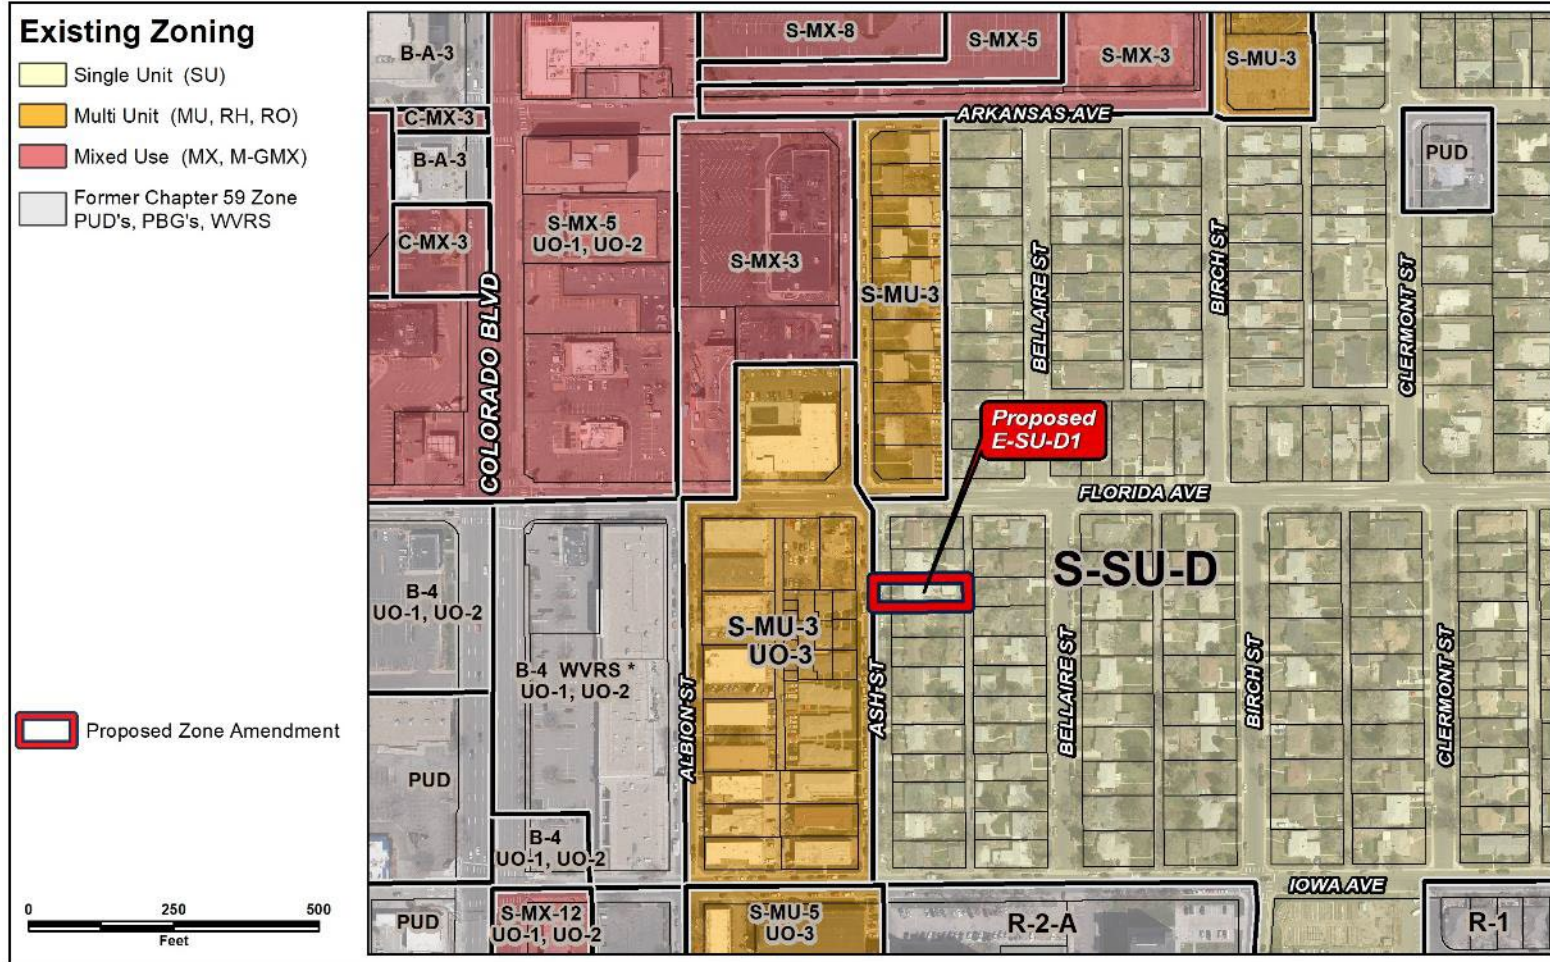 Existing Zoning
Single Unit (SU)
Multi Unit (MU, RH, RO)
Mixed Use (MX, M-GMX)
Former Chapter 59 Zone
PUD's, PBG's, WVRS
Proposed Zone Amendment
0 250 500
Feet
B-A-3
S-MX-8
S-MX-5
S-MX-3
S-MU-3
C-MX-3
ARKANSAS AVE
B-A-3
PUD
C-MX-3
S-MX-5
UO-1, UO-2
S-MX-3
S-MU-3
BELLAIRE ST
BIRCH ST
CLERMONT ST
COLORADO BLVD
Proposed
E-SU-D1
FLORIDA AVE
B-4
UO-1, UO-2
S-SU-D
S-MU-3
UO-3
B-4 WVRS *
UO-1, UO-2
ALBION ST
ASH ST
BELLAIRE ST
BIRCH ST
CLERMONT ST
PUD
B-4
UO-1, UO-2
IOWA AVE
PUD
S-MX-12
UO-1, UO-2
S-MU-5
UO-3
R-2-A
R-1